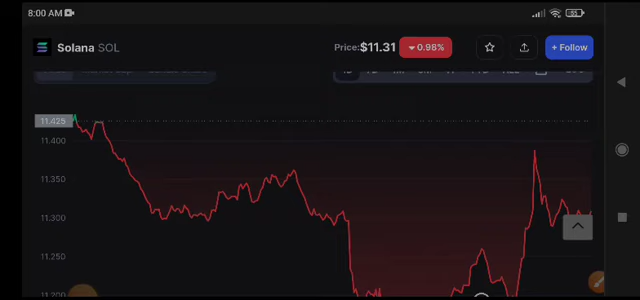 8:00 AM
Solana SOL
Price:$11.31
0.98%
+ Follow
11.425
11.400
11.350
11.300
11.250
11.200